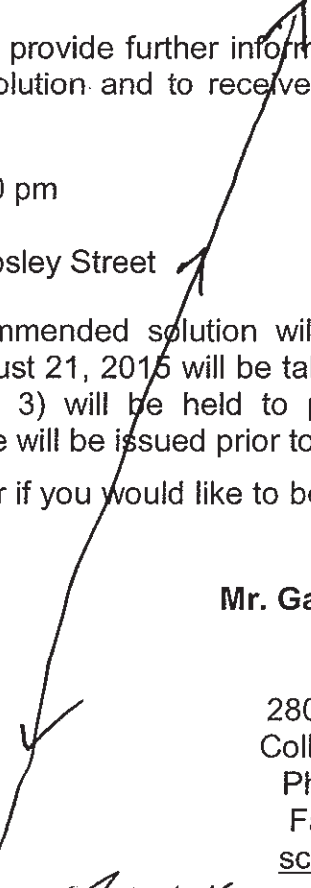 provide further inform
olution and to receive
0 pm
osley Street
mmended solution wil
ust 21, 2015 will be ta
3) will be held to p
e will be issued prior to
r if you would like to be
Mr. Ga
280
Coll
Ph
Fa
sc